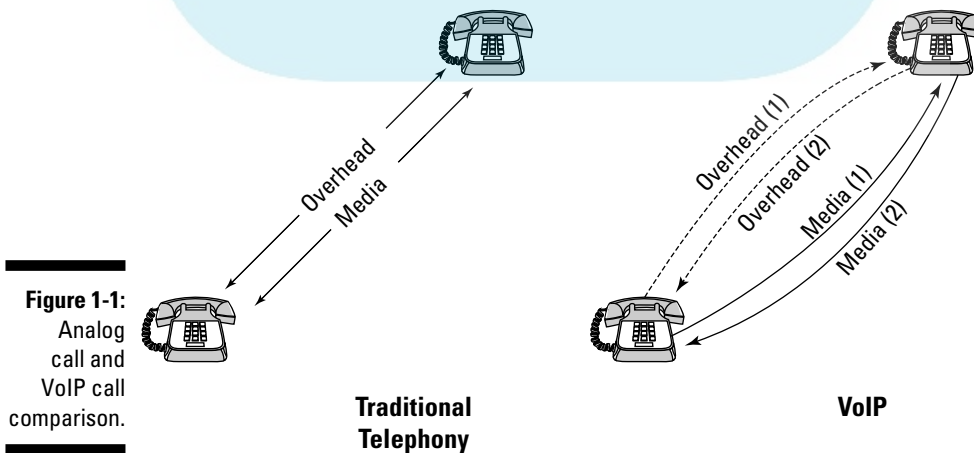 Overhead
Media
Overhead (1)
Overhead (2)
Media (1)
Media (2)
Figure 1-1:
Analog
call and
VoIP call
comparison.
Traditional
Telephony
VoIP